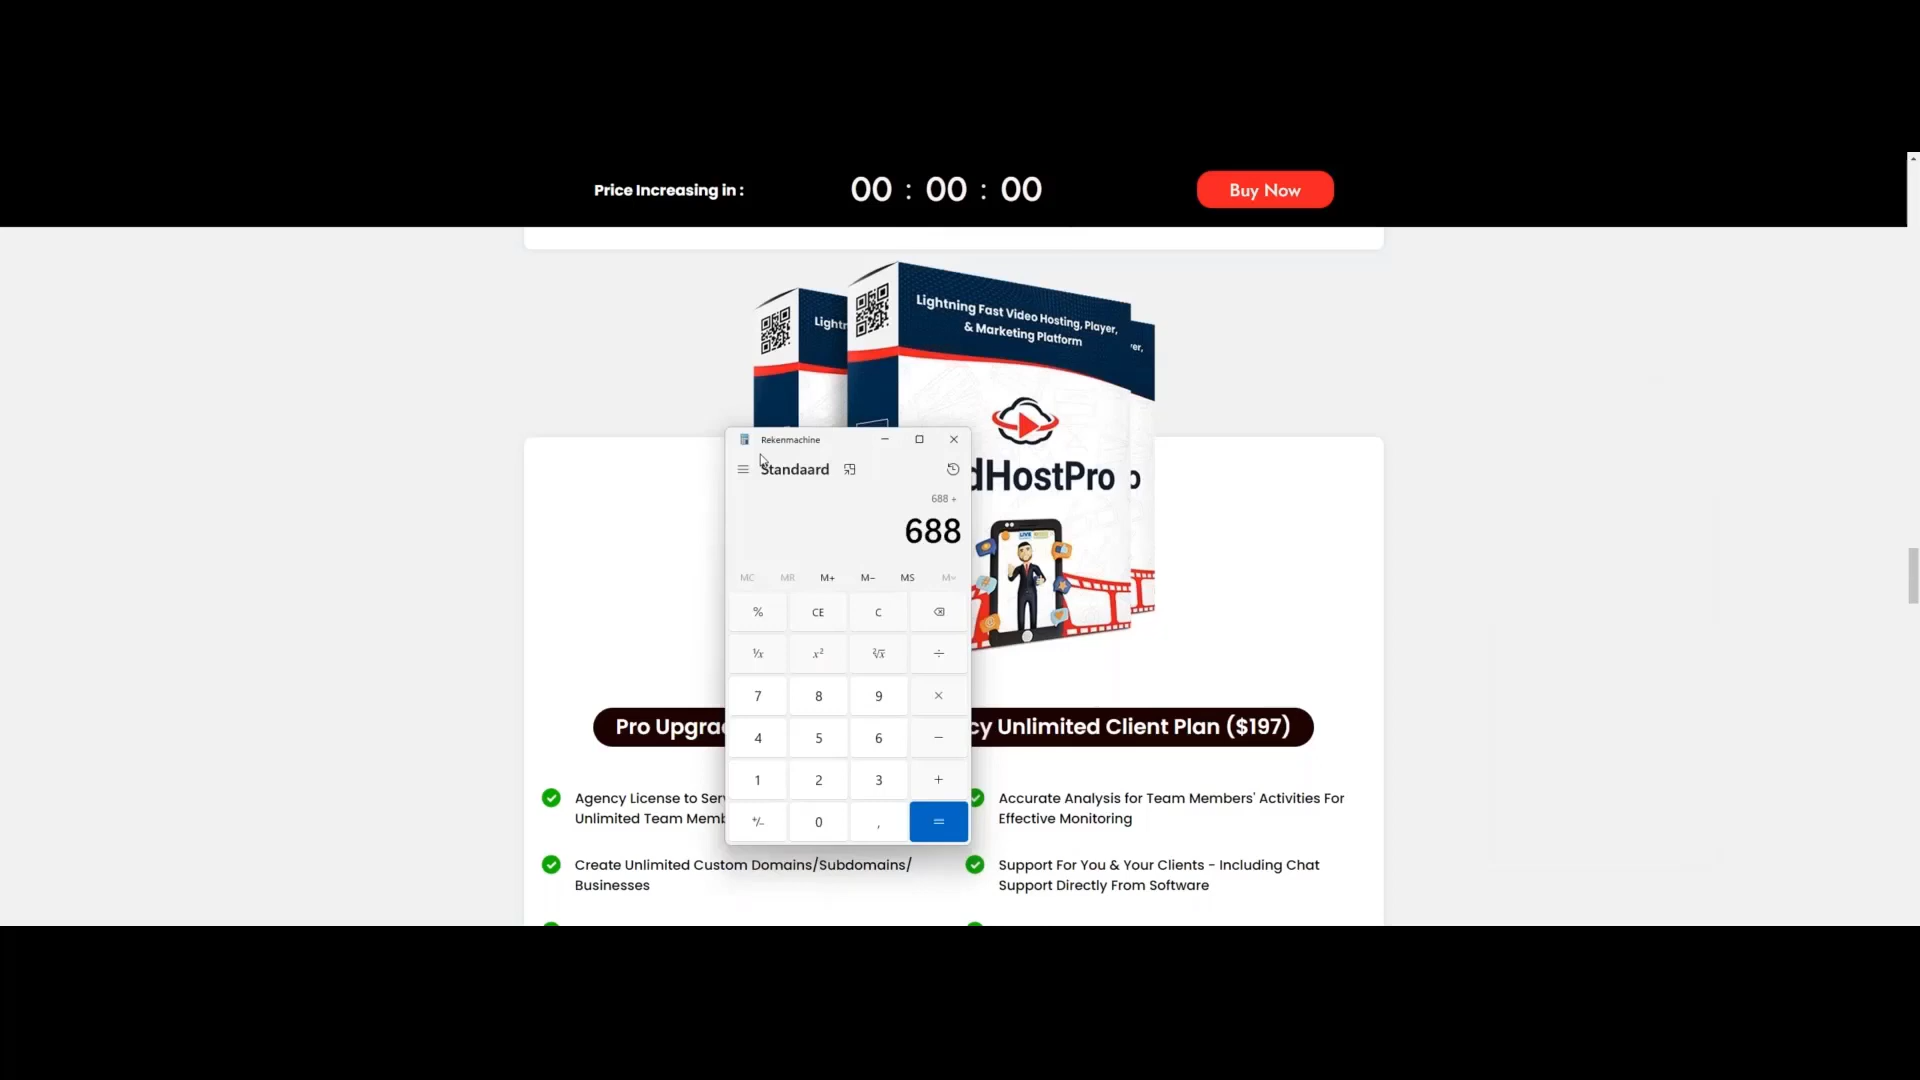 Price Increasing in :
00 : 00 : 00
Buy Now
Lightning Fast Video Hosting, Player,
& Marketing Platform
dHostPro
Rekenmachine
Standaard
688 +
688
MC MR M+ M− MS M˅
% CE C
⅟x x² ²√x ÷
7 8 9 ×
4 5 6 −
1 2 3 +
+/− 0 , =
Pro
cy Unlimited Client Plan ($197)
Agency License to
Unlimited Team
Create Unlimited Custom Domains/Subdomains/
Businesses
Accurate Analysis for Team Members' Activities For
Effective Monitoring
Support For You & Your Clients - Including Chat
Support Directly From Software